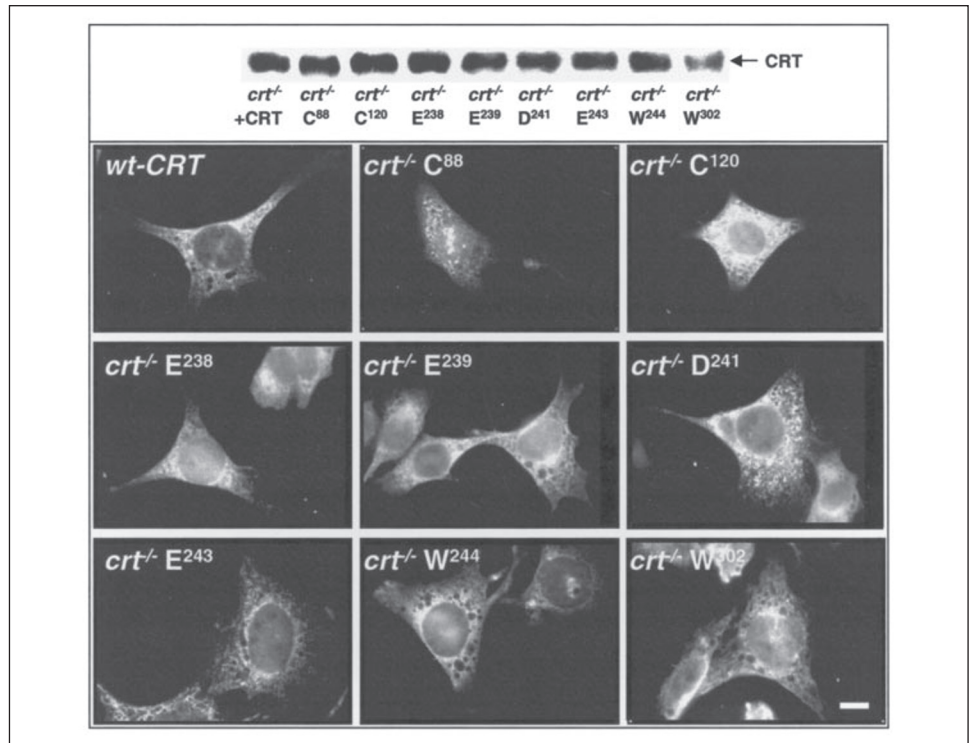 ← CRT
crt-/- crt-/- crt-/- crt-/- crt-/- crt-/- crt-/- crt-/- crt-/-
+CRT C88 C120 E238 E239 D241 E243 W244 W302
wt-CRT crt-/- C88 crt-/- C120
crt-/- E238 crt-/- E239 crt-/- D241
crt-/- E243 crt-/- W244 crt-/- W302